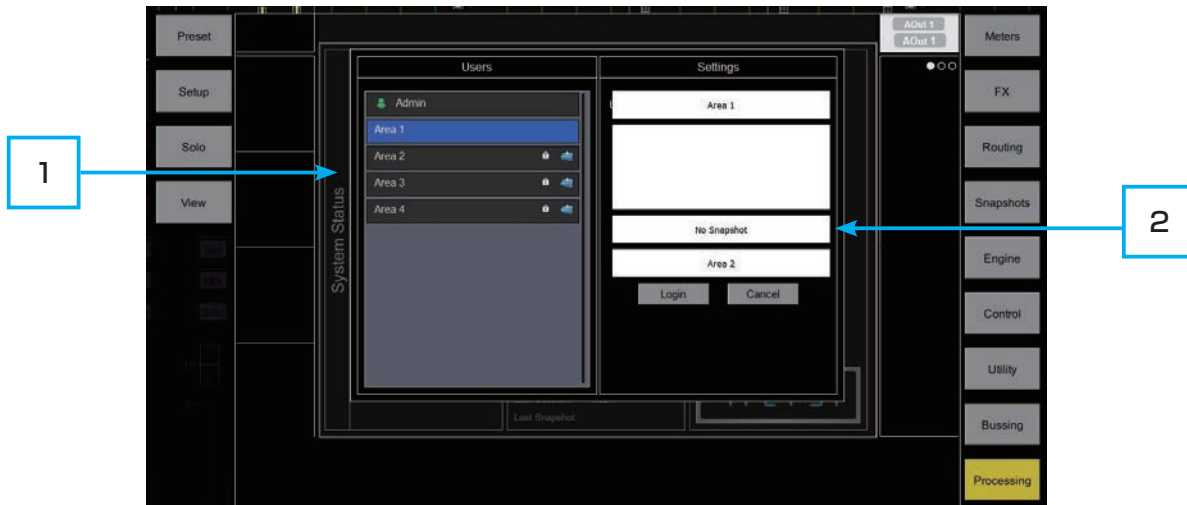 Preset
AOut 1
AOut 1
Meters
Users
Settings
Setup
Admin
Area 1
FX
Area 1
Solo
Area 2
Routing
1
Area 3
View
Area 4
Snapshots
System Status
No Snapshot
2
Area 2
Engine
Login
Cancel
Control
Utility
Last Snapshot:
Bussing
Processing